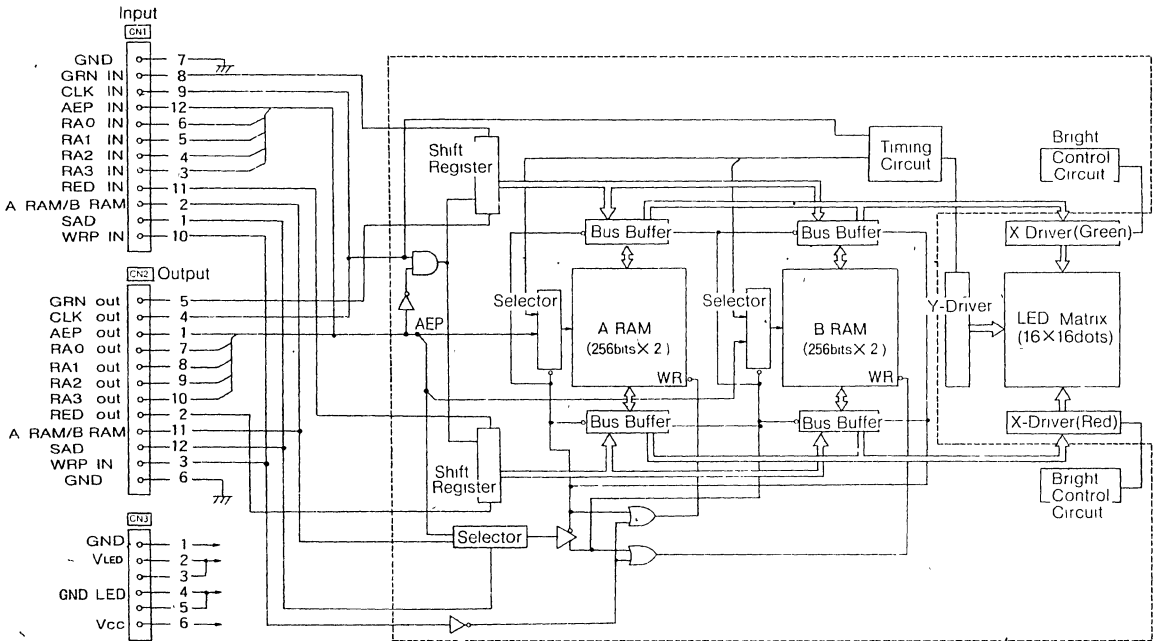 Input
CN1
GND 7
GRN IN 8
CLK IN 9
AEP IN 12
RA0 IN 6
RA1 IN 5
RA2 IN 4
RA3 IN 3
RED IN 11
A RAM/B RAM 2
SAD 1
WRP IN 10
CN2 Output
GRN out 5
CLK out 4
AEP out 1
RA0 out 7
RA1 out 8
RA2 out 9
RA3 out 10
RED out 2
A RAM/B RAM 11
SAD 12
WRP IN 3
GND 6
CN3
GND 1
VLED 2
3
GND LED 4
5
Vcc 6
Shift
Register
Timing
Circuit
Bright
Control
Circuit
Bus Buffer
Bus Buffer
X Driver(Green)
Selector
A RAM
(256bits×2)
WR
Selector
B RAM
(256bits×2)
WR
Y-Driver
LED Matrix
(16×16dots)
AEP
Bus Buffer
Bus Buffer
X-Driver(Red)
Shift
Register
Bright
Control
Circuit
Selector